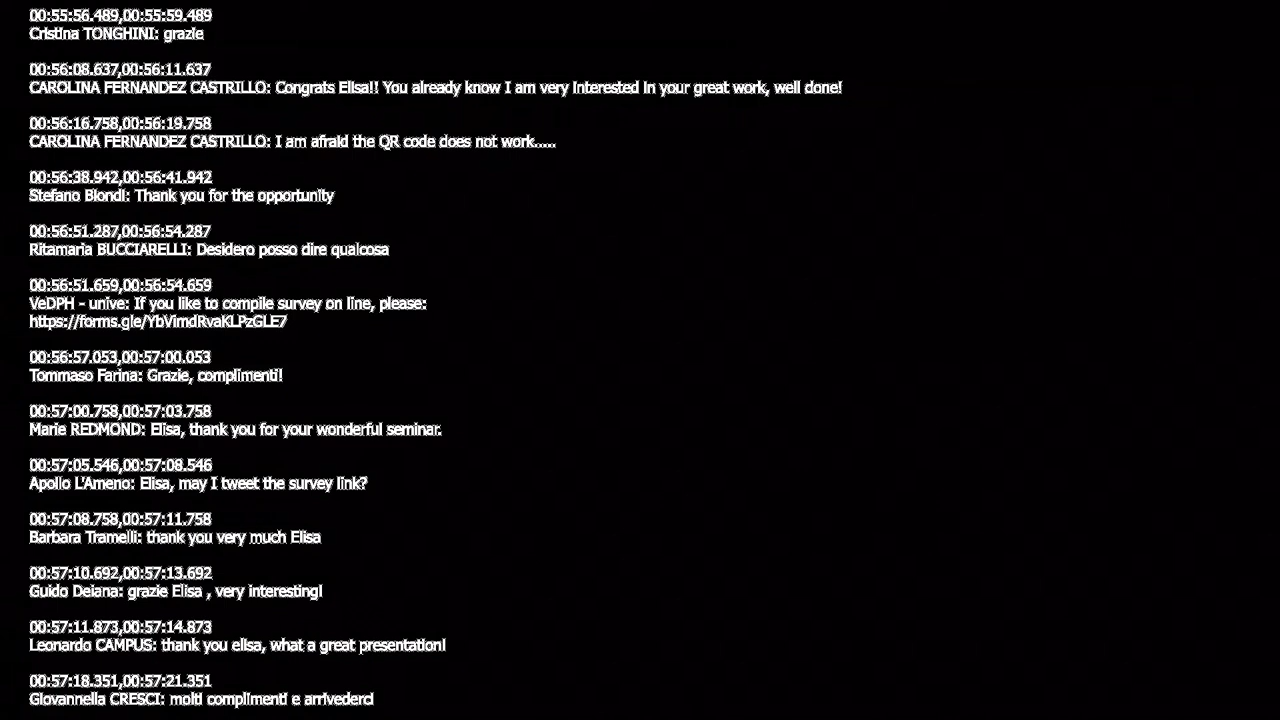 00:55:56.489,00:55:59.489
Cristina TONGHINI: grazie
00:56:08.637,00:56:11.637
CAROLINA FERNANDEZ CASTRILLO: Congrats Elisa!! You already know I am very interested in your great work, well done!
00:56:16.758,00:56:19.758
CAROLINA FERNANDEZ CASTRILLO: I am afraid the QR code does not work.....
00:56:38.942,00:56:41.942
Stefano Biondi: Thank you for the opportunity
00:56:51.287,00:56:54.287
Ritamaria BUCCIARELLI: Desidero posso dire qualcosa
00:56:51.659,00:56:54.659
VeDPH - unive: If you like to compile survey on line, please:
https://forms.gle/YbVimdRvaKLPzGLE7
00:56:57.053,00:57:00.053
Tommaso Farina: Grazie, complimenti!
00:57:00.758,00:57:03.758
Marie REDMOND: Elisa, thank you for your wonderful seminar.
00:57:05.546,00:57:08.546
Apollo L'Ameno: Elisa, may I tweet the survey link?
00:57:08.758,00:57:11.758
Barbara Tramelli: thank you very much Elisa
00:57:10.692,00:57:13.692
Guido Deiana: grazie Elisa , very interesting!
00:57:11.873,00:57:14.873
Leonardo CAMPUS: thank you elisa, what a great presentation!
00:57:18.351,00:57:21.351
Giovannella CRESCI: molti complimenti e arrivederci